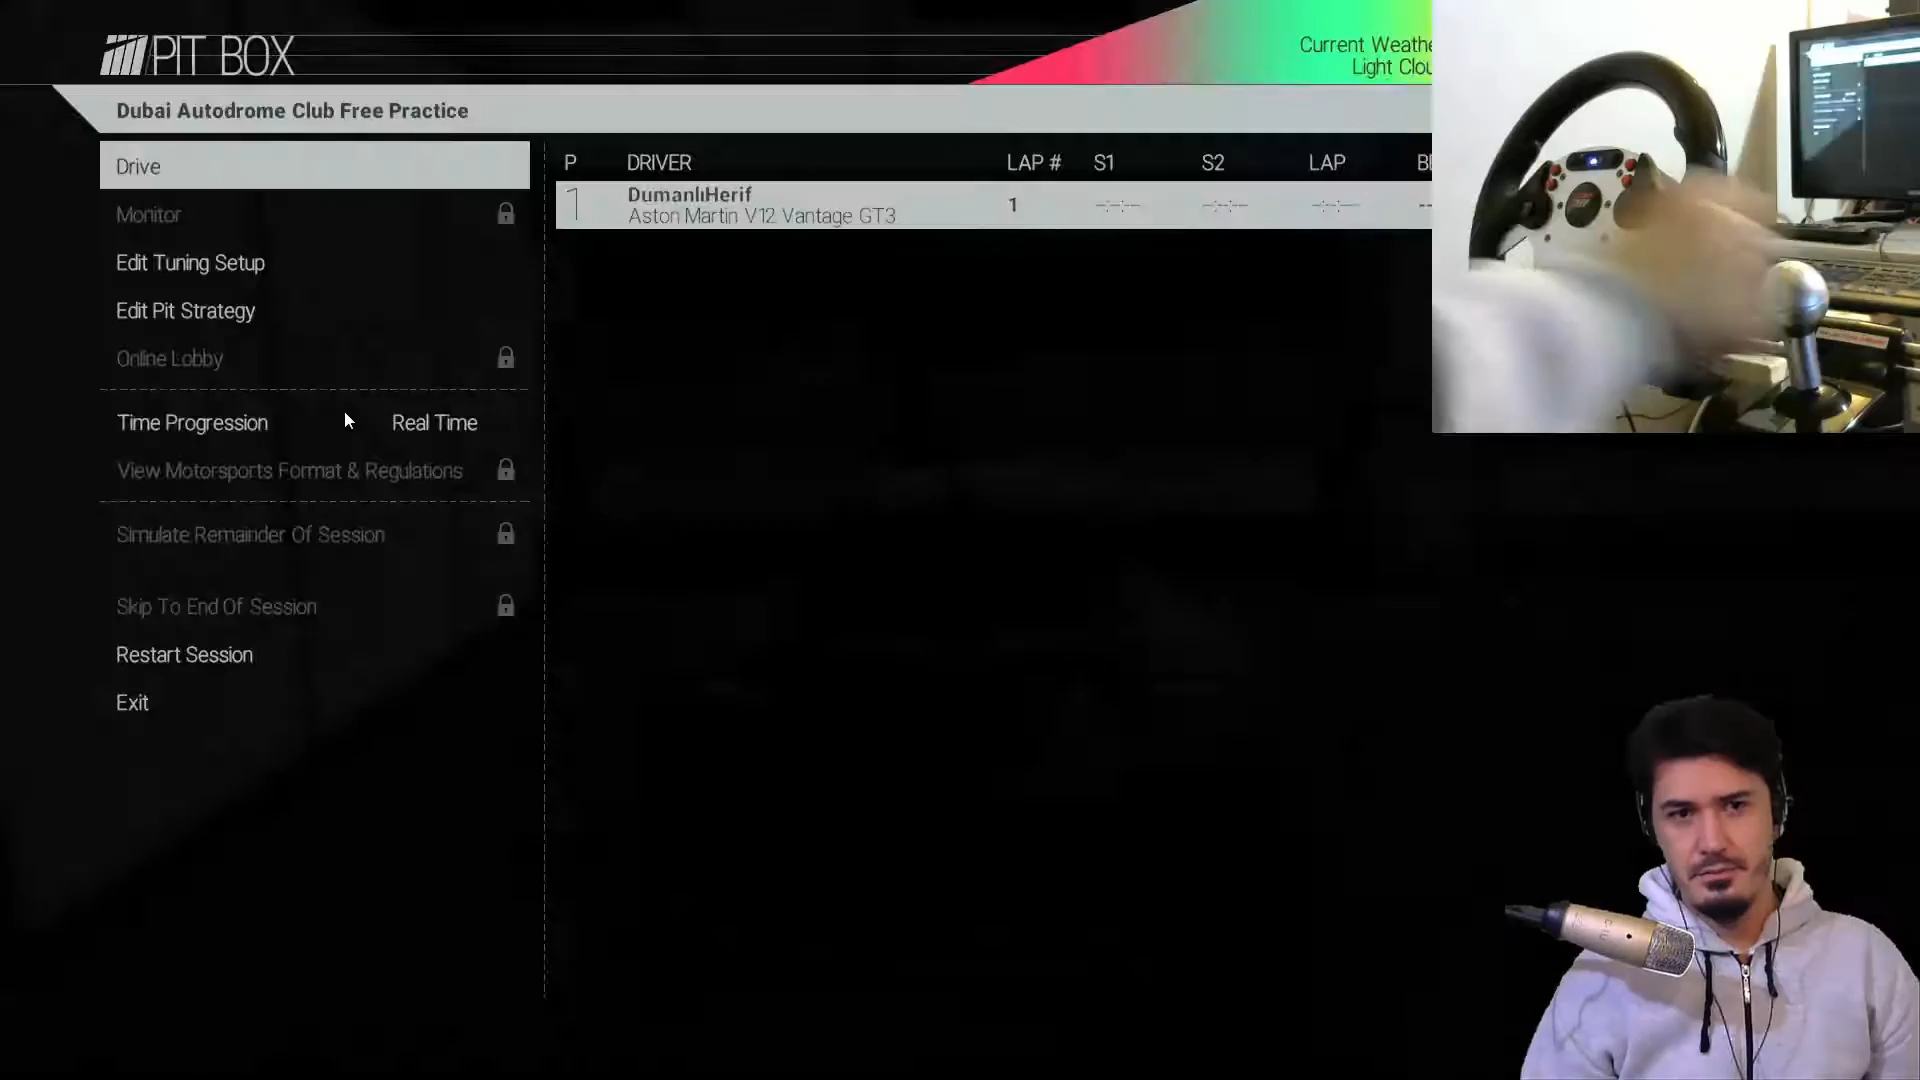 PIT BOX
Current Weathe
Light Clou
Dubai Autodrome Club Free Practice
Drive
Monitor
Edit Tuning Setup
Edit Pit Strategy
Online Lobby
Time Progression Real Time
View Motorsports Format & Regulations
Simulate Remainder Of Session
Skip To End Of Session
Restart Session
Exit
P DRIVER LAP # S1 S2 LAP BE
1 DumanlıHerif 1 --:--:-- --:--:-- --:--:-- --
Aston Martin V12 Vantage GT3